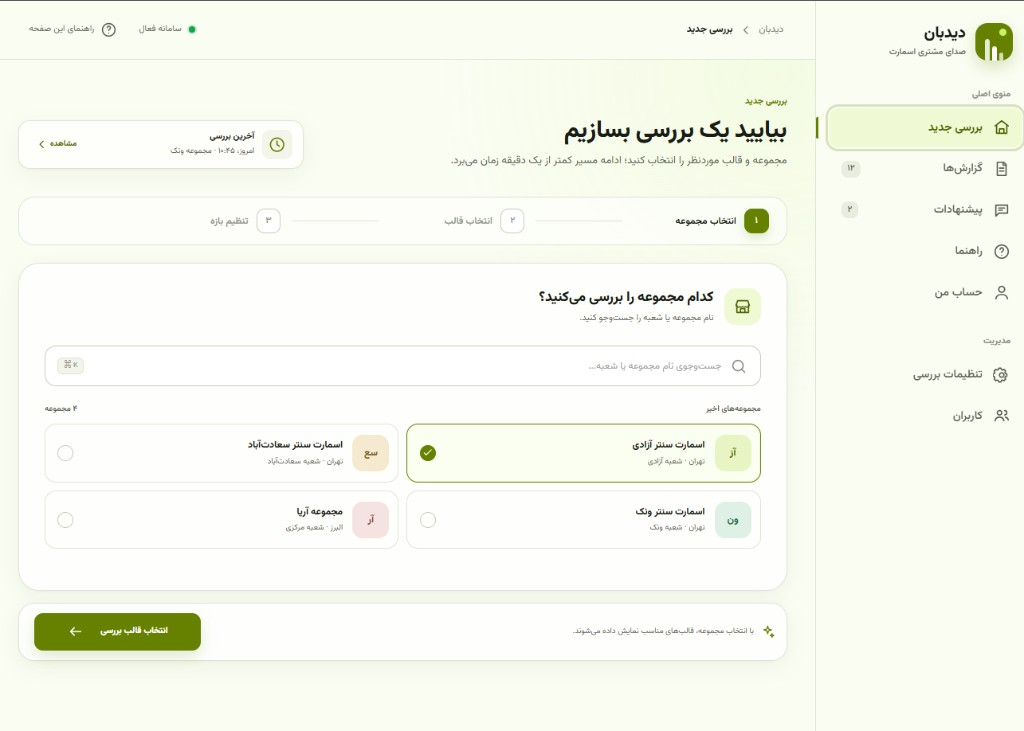 دیدبان
صدای مشتری اسمارت
منوی اصلی
بررسی جدید
گزارش‌ها ۱۲
پیشنهادات ۲
راهنما
حساب من
مدیریت
تنظیمات بررسی
کاربران
دیدبان بررسی جدید
سامانه فعال
راهنمای این صفحه
بررسی جدید
بیایید یک بررسی بسازیم
مجموعه و قالب موردنظر را انتخاب کنید؛ ادامه مسیر کمتر از یک دقیقه زمان می‌برد.
آخرین بررسی
امروز، ۱۰:۴۵ · مجموعه ونک
مشاهده
۱ انتخاب مجموعه
۲ انتخاب قالب
۳ تنظیم بازه
کدام مجموعه را بررسی می‌کنید؟
نام مجموعه یا شعبه را جست‌وجو کنید.
جست‌وجوی نام مجموعه یا شعبه...
⌘ K
مجموعه‌های اخیر
۴ مجموعه
آز
اسمارت سنتر آزادی
تهران · شعبه آزادی
سع
اسمارت سنتر سعادت‌آباد
تهران · شعبه سعادت‌آباد
ون
اسمارت سنتر ونک
تهران · شعبه ونک
آر
مجموعه آریا
البرز · شعبه مرکزی
با انتخاب مجموعه، قالب‌های مناسب نمایش داده می‌شوند.
انتخاب قالب بررسی